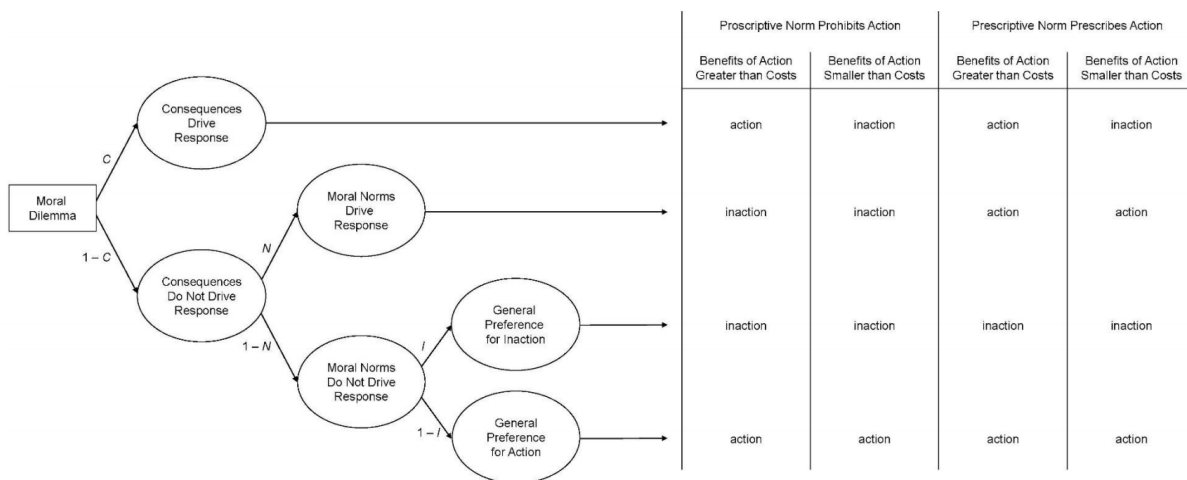 Proscriptive Norm Prohibits Action
Prescriptive Norm Prescribes Action
Benefits of Action
Greater than Costs
Benefits of Action
Smaller than Costs
Benefits of Action
Greater than Costs
Benefits of Action
Smaller than Costs
Consequences
Drive
Response
action
inaction
action
inaction
C
Moral
Dilemma
Moral Norms
Drive
Response
inaction
inaction
action
action
1 – C
N
Consequences
Do Not Drive
Response
General
Preference
for Inaction
inaction
inaction
inaction
inaction
1 – N
I
Moral Norms
Do Not Drive
Response
1 – I
General
Preference
for Action
action
action
action
action